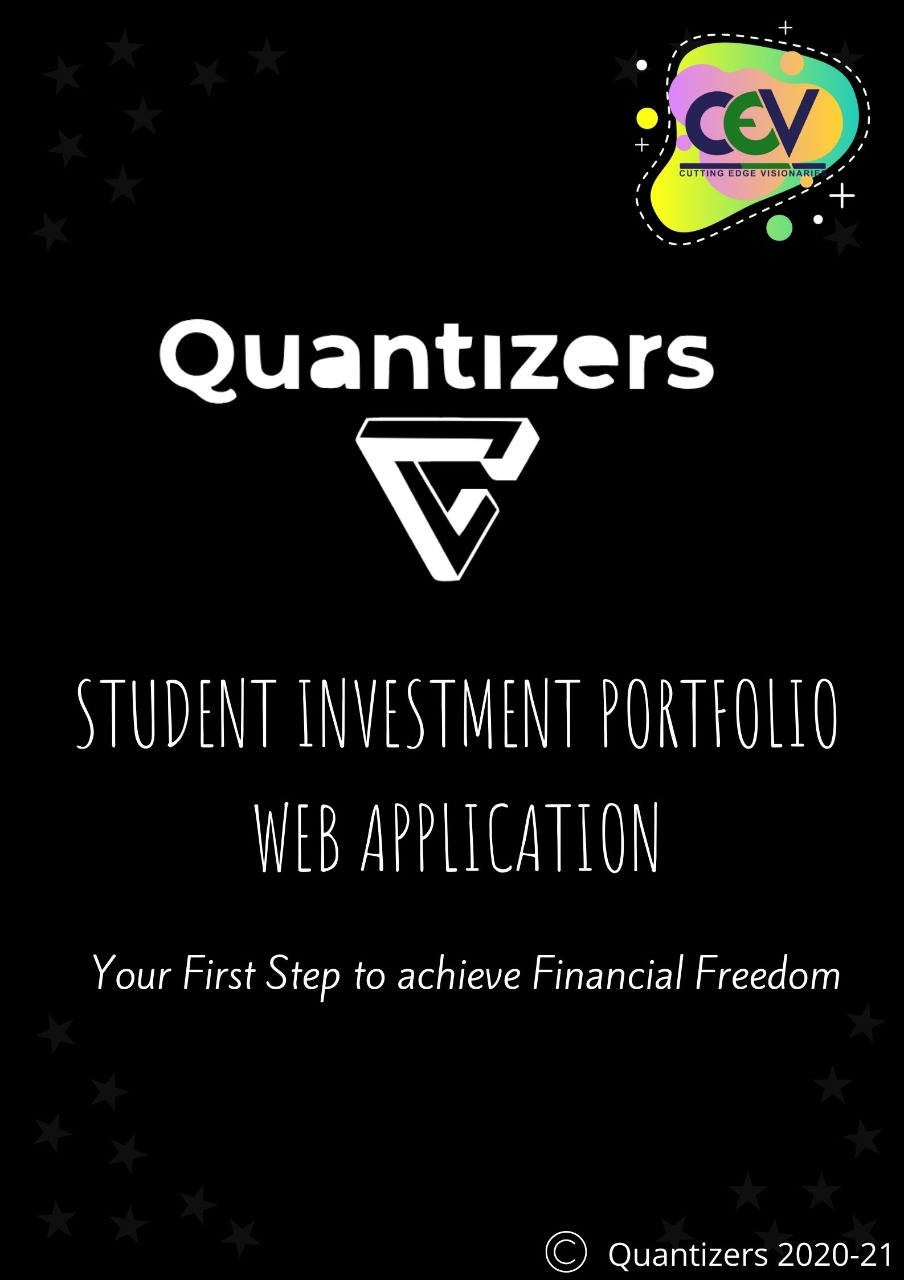 CEV
CUTTING EDGE VISIONARIES
Quantizers
STUDENT INVESTMENT PORTFOLIO
WEB APPLICATION
Your First Step to achieve Financial Freedom
© Quantizers 2020-21